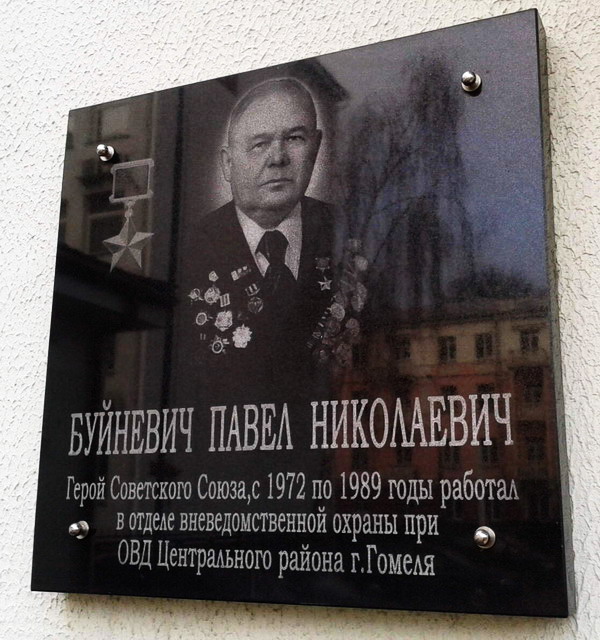 БУЙНЕВИЧ ПАВЕЛ НИКОЛАЕВИЧ
Герой Советского Союза,с 1972 по 1989 годы работал
в отделе вневедомственной охраны при
ОВД Центрального района г.Гомеля